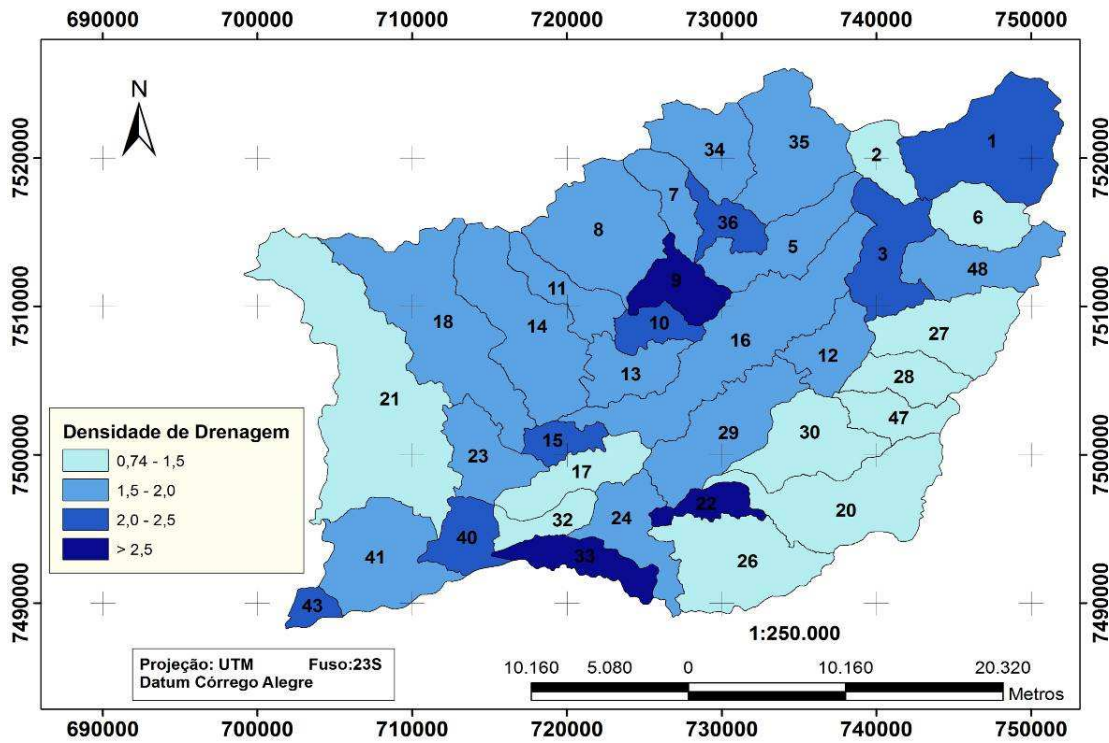 690000 700000 710000 720000 730000 740000 750000
N
7520000 7520000
7510000 7510000
7500000 7500000
7490000 7490000
34 35 2 1
7 36 6
8 5 3 48
9
11 10 27
18 14 16 12
13 28
21 47
15 29 30
23 17
22
32 24 20
40 33 26
41
43
Densidade de Drenagem
0,74 - 1,5
1,5 - 2,0
2,0 - 2,5
> 2,5
1:250.000
Projeção: UTM Fuso:23S
Datum Córrego Alegre
10.160 5.080 0 10.160 20.320
Metros
690000 700000 710000 720000 730000 740000 750000